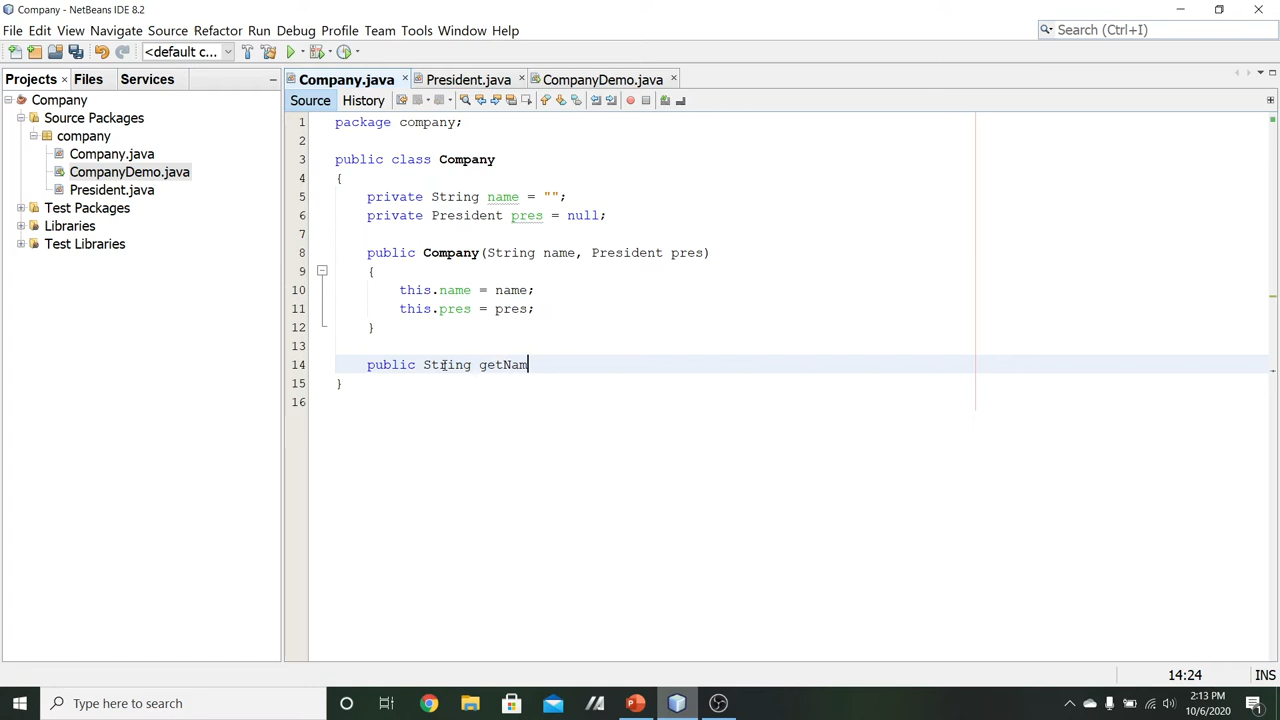 Company - NetBeans IDE 8.2
File Edit View Navigate Source Refactor Run Debug Profile Team Tools Window Help
Search (Ctrl+I)
<default c...
Projects Files Services
Company
Source Packages
company
Company.java
CompanyDemo.java
President.java
Test Packages
Libraries
Test Libraries
Company.java President.java CompanyDemo.java
Source History
1 package company;
2
3 public class Company
4 {
5 private String name = "";
6 private President pres = null;
7
8 public Company(String name, President pres)
9 {
10 this.name = name;
11 this.pres = pres;
12 }
13
14 public String getNam
15 }
16
14:24 INS
Type here to search
2:13 PM
10/6/2020
1